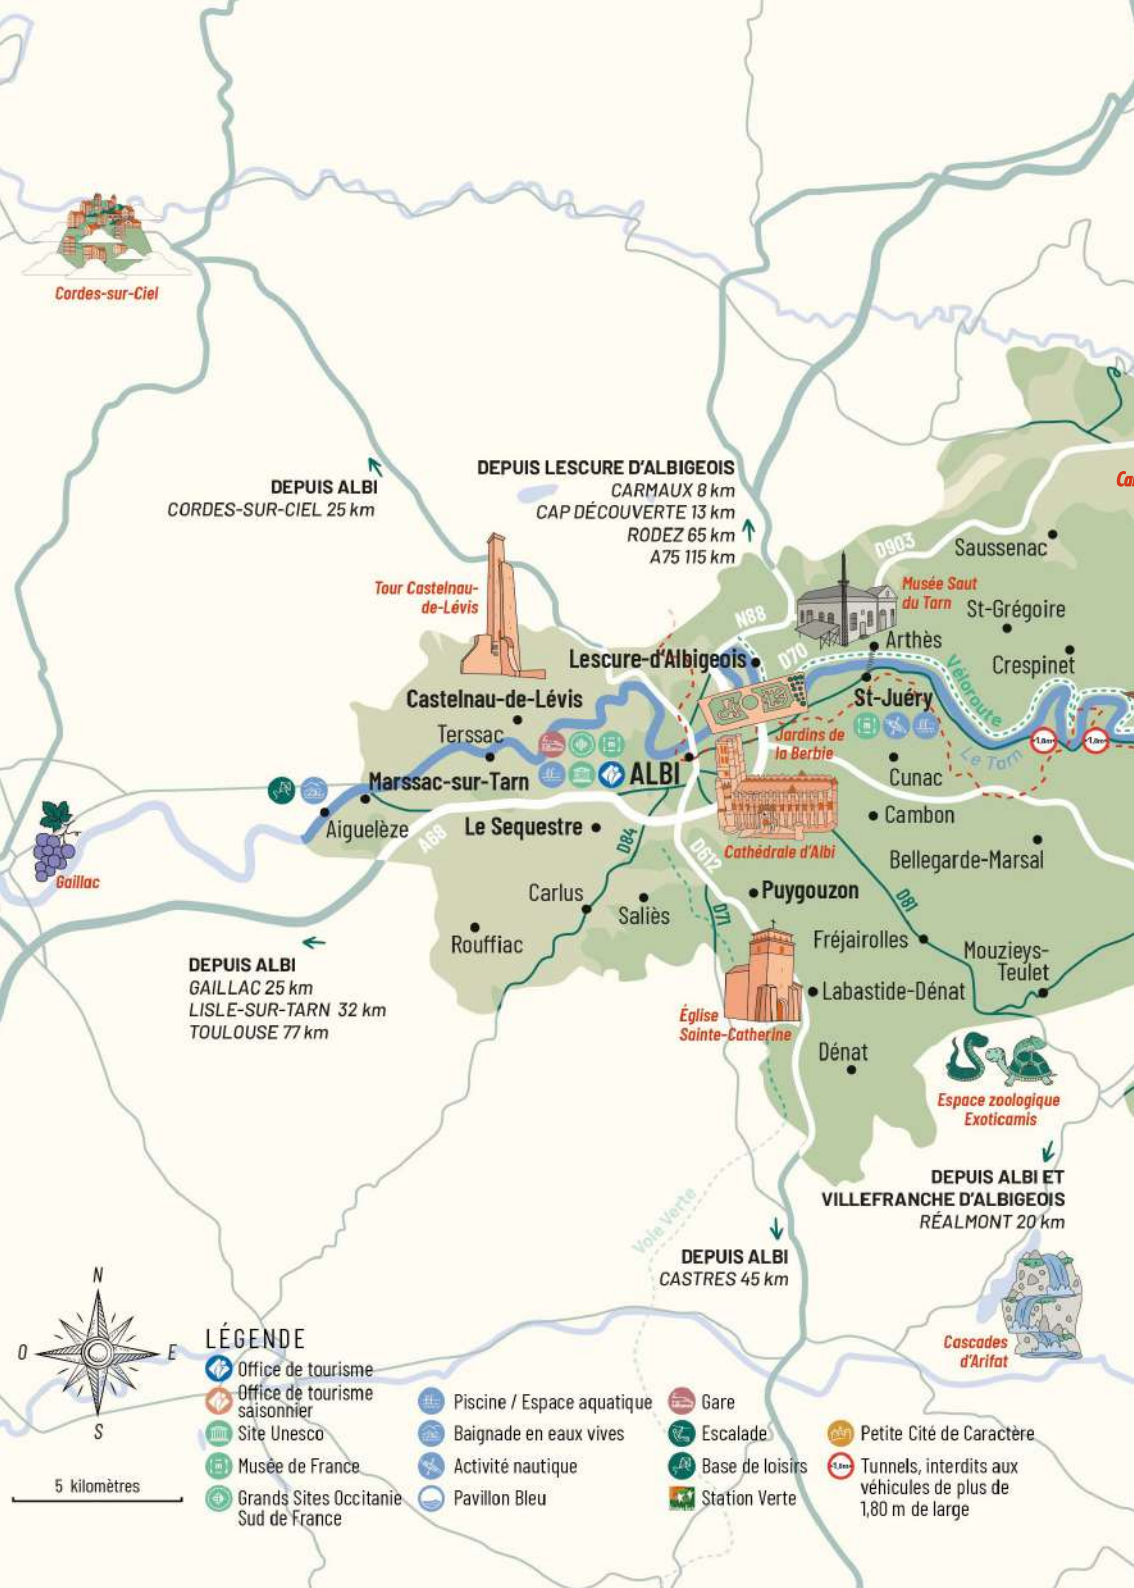 Cordes-sur-Ciel
DEPUIS ALBI
CORDES-SUR-CIEL 25 km
DEPUIS LESCURE D'ALBIGEOIS
CARMAUX 8 km
CAP DÉCOUVERTE 13 km
RODEZ 65 km
A75 115 km
D903
Saussenac
Tour Castelnau-
de-Lévis
Musée Saut
du Tarn
St-Grégoire
N88
Arthès
Crespinet
D70
Lescure-d'Albigeois
Véloroute
St-Juéry
Castelnau-de-Lévis
Terssac
Jardins de
la Berbie
Le Tarn
ALBI
Cunac
Marssac-sur-Tarn
Aiguelèze
A68
Le Sequestre
D84
Cambon
Cathédrale d'Albi
D612
Bellegarde-Marsal
Gaillac
Carlus
Saliès
Puygouzon
D81
D71
Rouffiac
Fréjairolles
Mouzieys-
Teulet
DEPUIS ALBI
GAILLAC 25 km
LISLE-SUR-TARN 32 km
TOULOUSE 77 km
Labastide-Dénat
Église
Sainte-Catherine
Dénat
Espace zoologique
Exoticamis
DEPUIS ALBI ET
VILLEFRANCHE D'ALBIGEOIS
RÉALMONT 20 km
Voie Verte
DEPUIS ALBI
CASTRES 45 km
Cascades
d'Arifat
N
O
E
S
5 kilomètres
LÉGENDE
Office de tourisme
Office de tourisme
saisonnier
Site Unesco
Musée de France
Grands Sites Occitanie
Sud de France
Piscine / Espace aquatique
Baignade en eaux vives
Activité nautique
Pavillon Bleu
Gare
Escalade
Base de loisirs
Station Verte
Petite Cité de Caractère
Tunnels, interdits aux
véhicules de plus de
1,80 m de large